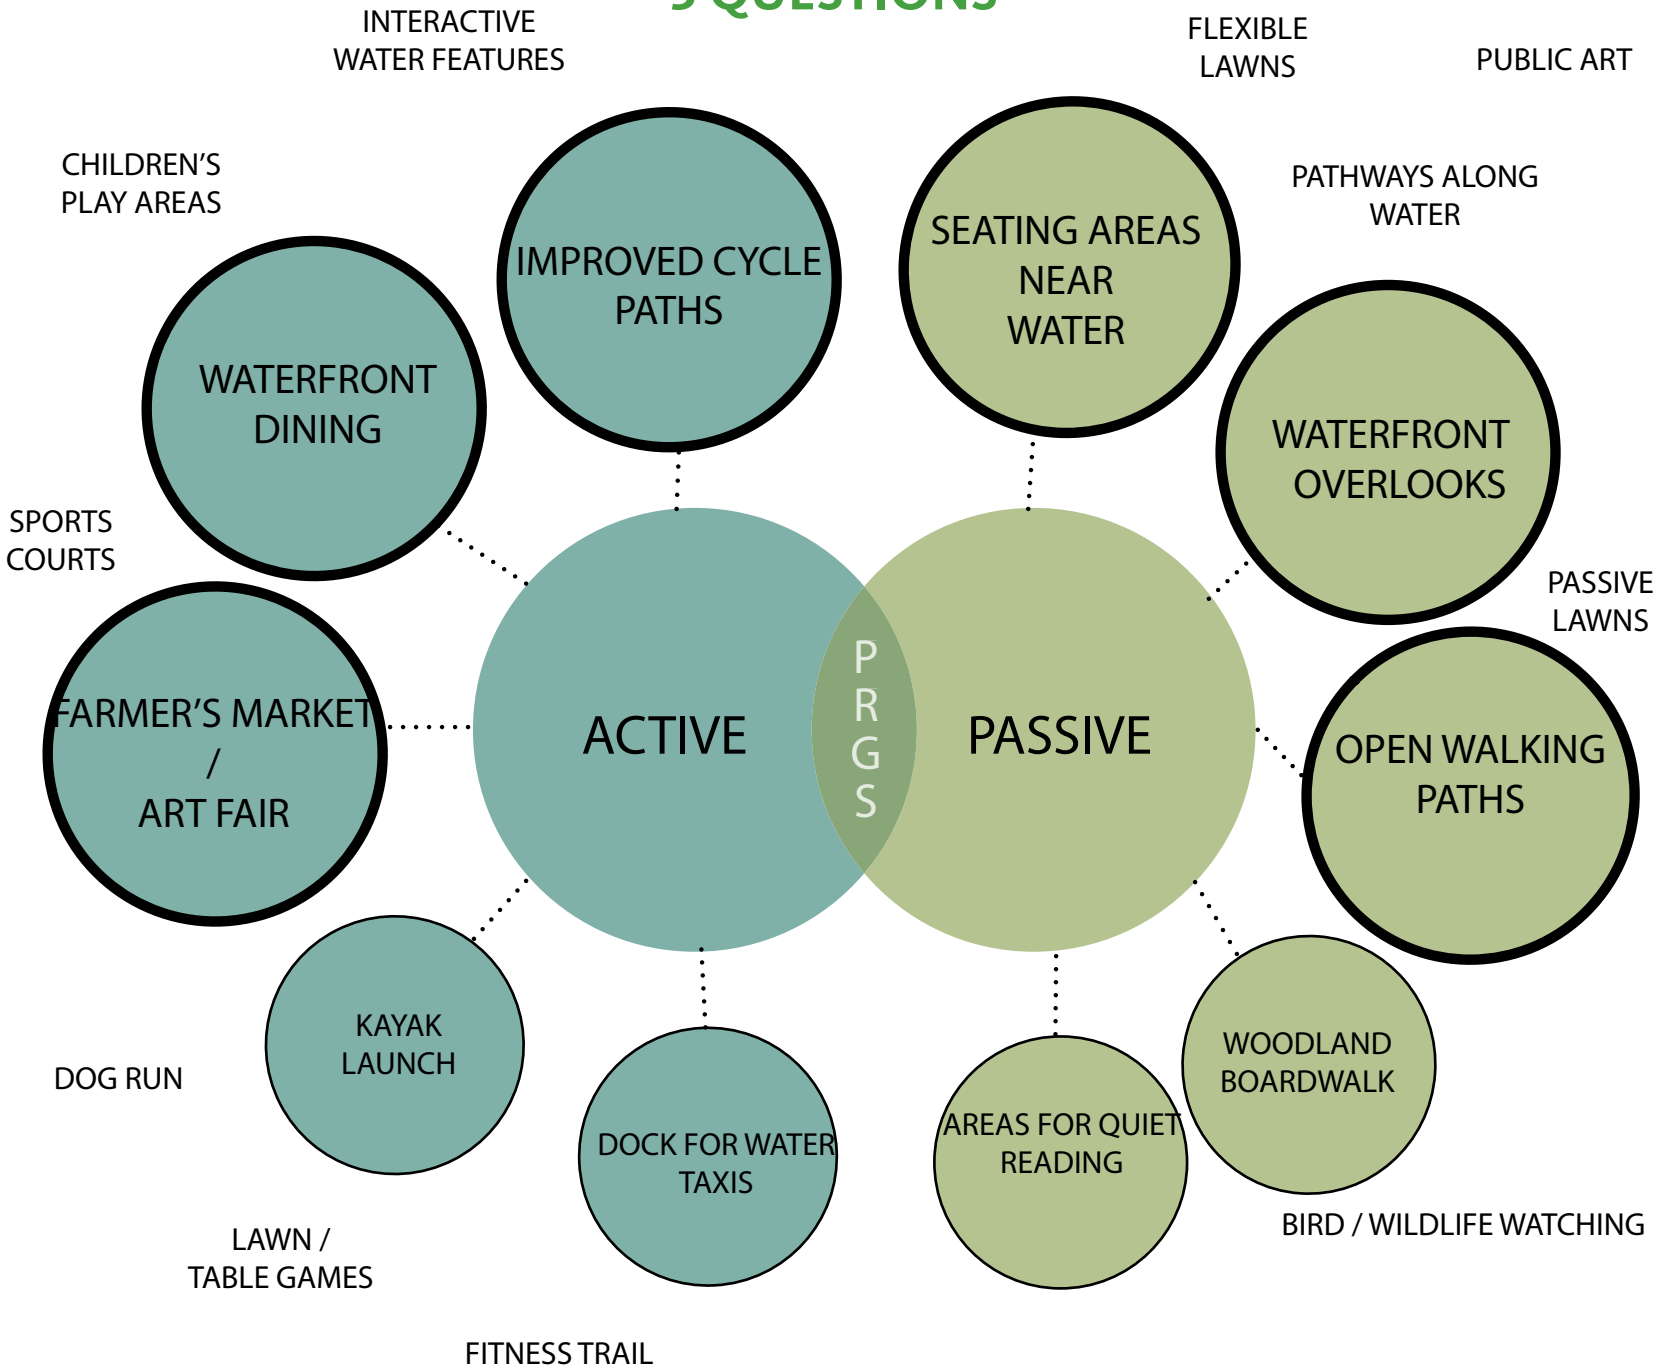 5 QUESTIONS
INTERACTIVE
WATER FEATURES
FLEXIBLE
LAWNS
PUBLIC ART
CHILDREN'S
PLAY AREAS
PATHWAYS ALONG
WATER
IMPROVED CYCLE
PATHS
SEATING AREAS
NEAR
WATER
WATERFRONT
DINING
WATERFRONT
OVERLOOKS
SPORTS
COURTS
PASSIVE
LAWNS
FARMER'S MARKET
/
ART FAIR
ACTIVE
P
R
G
S
PASSIVE
OPEN WALKING
PATHS
KAYAK
LAUNCH
WOODLAND
BOARDWALK
DOG RUN
DOCK FOR WATER
TAXIS
AREAS FOR QUIET
READING
LAWN /
TABLE GAMES
BIRD / WILDLIFE WATCHING
FITNESS TRAIL